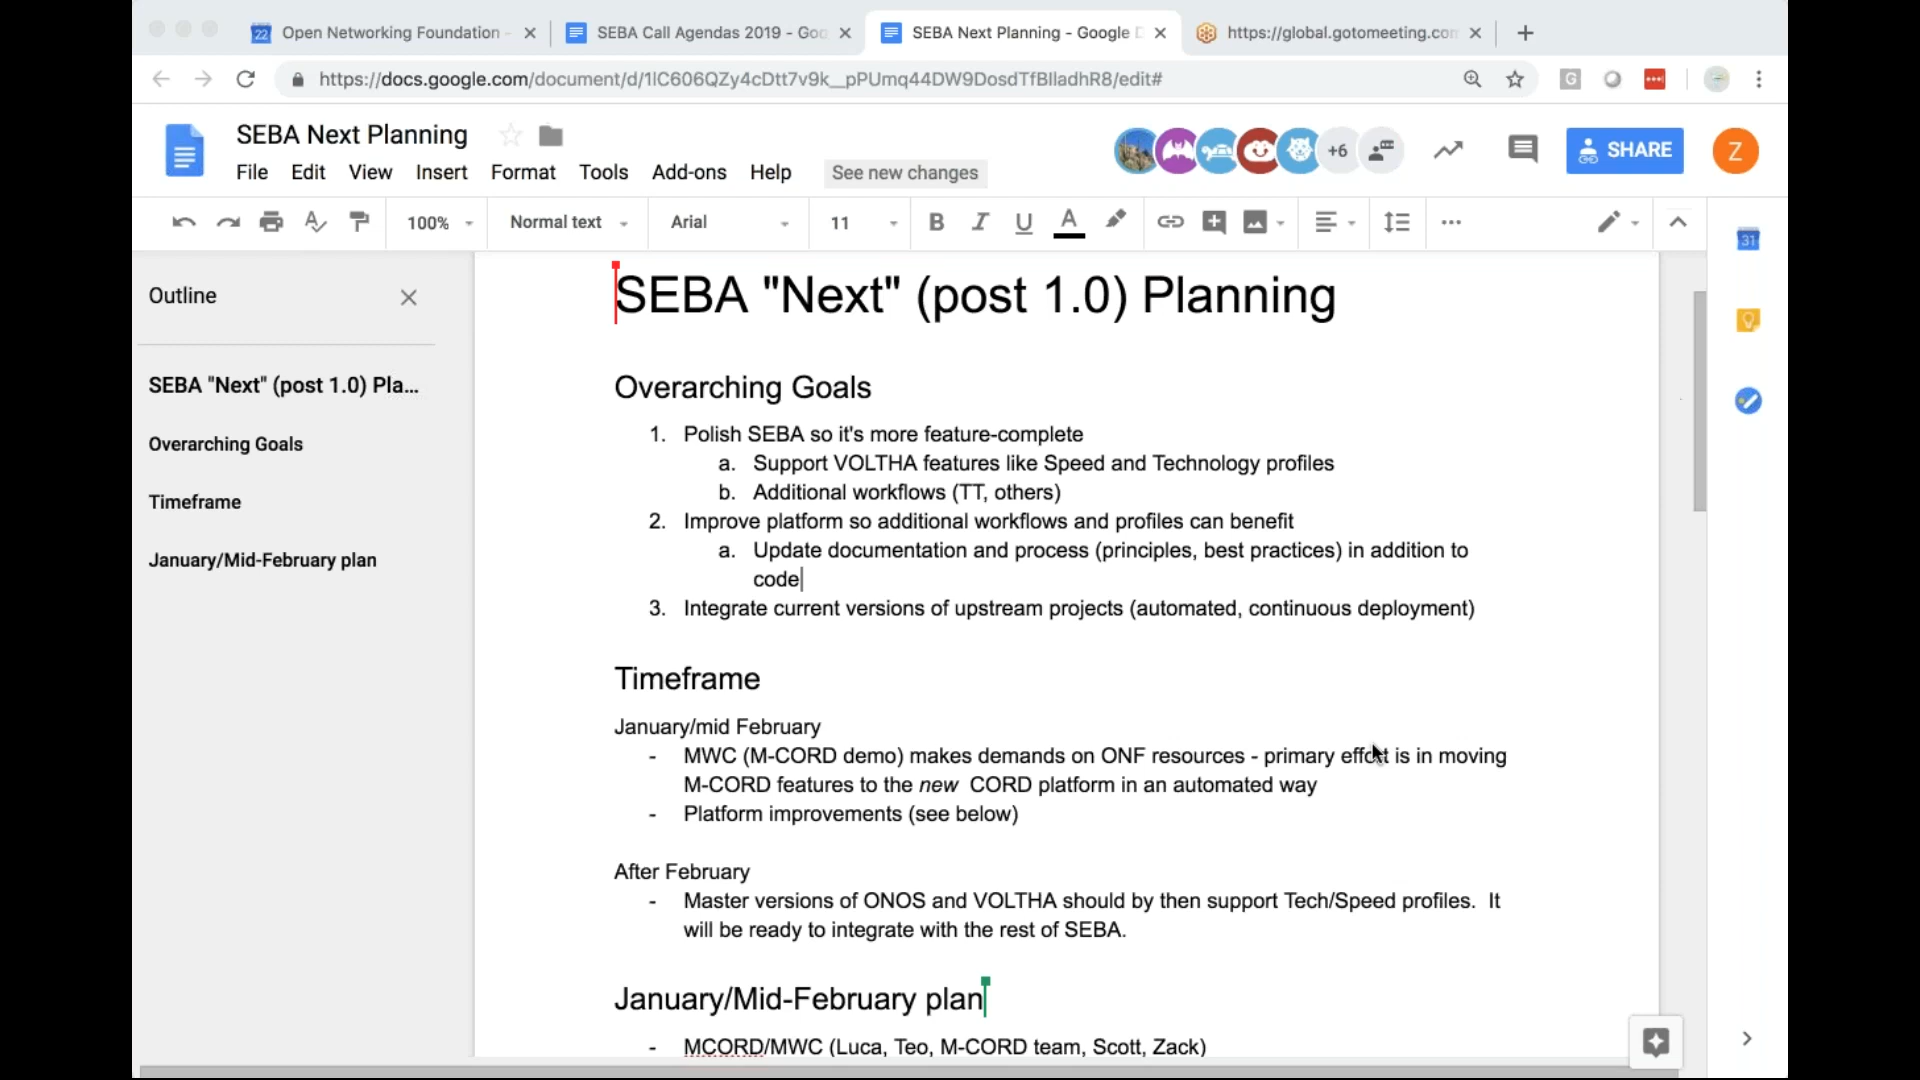 22 Open Networking Foundation -
SEBA Call Agendas 2019 - Goo
SEBA Next Planning - Google D
https://global.gotomeeting.com
https://docs.google.com/document/d/1lC606QZy4cDtt7v9k__pPUmq44DW9DosdTfBIladhR8/edit#
SEBA Next Planning
File Edit View Insert Format Tools Add-ons Help See new changes
+6
SHARE
Z
100% Normal text Arial 11 B I U A
31
Outline
SEBA "Next" (post 1.0) Pla...
Overarching Goals
Timeframe
January/Mid-February plan
SEBA "Next" (post 1.0) Planning
Overarching Goals
1. Polish SEBA so it's more feature-complete
a. Support VOLTHA features like Speed and Technology profiles
b. Additional workflows (TT, others)
2. Improve platform so additional workflows and profiles can benefit
a. Update documentation and process (principles, best practices) in addition to
code
3. Integrate current versions of upstream projects (automated, continuous deployment)
Timeframe
January/mid February
- MWC (M-CORD demo) makes demands on ONF resources - primary effort is in moving
M-CORD features to the new CORD platform in an automated way
- Platform improvements (see below)
After February
- Master versions of ONOS and VOLTHA should by then support Tech/Speed profiles. It
will be ready to integrate with the rest of SEBA.
January/Mid-February plan
- MCORD/MWC (Luca, Teo, M-CORD team, Scott, Zack)